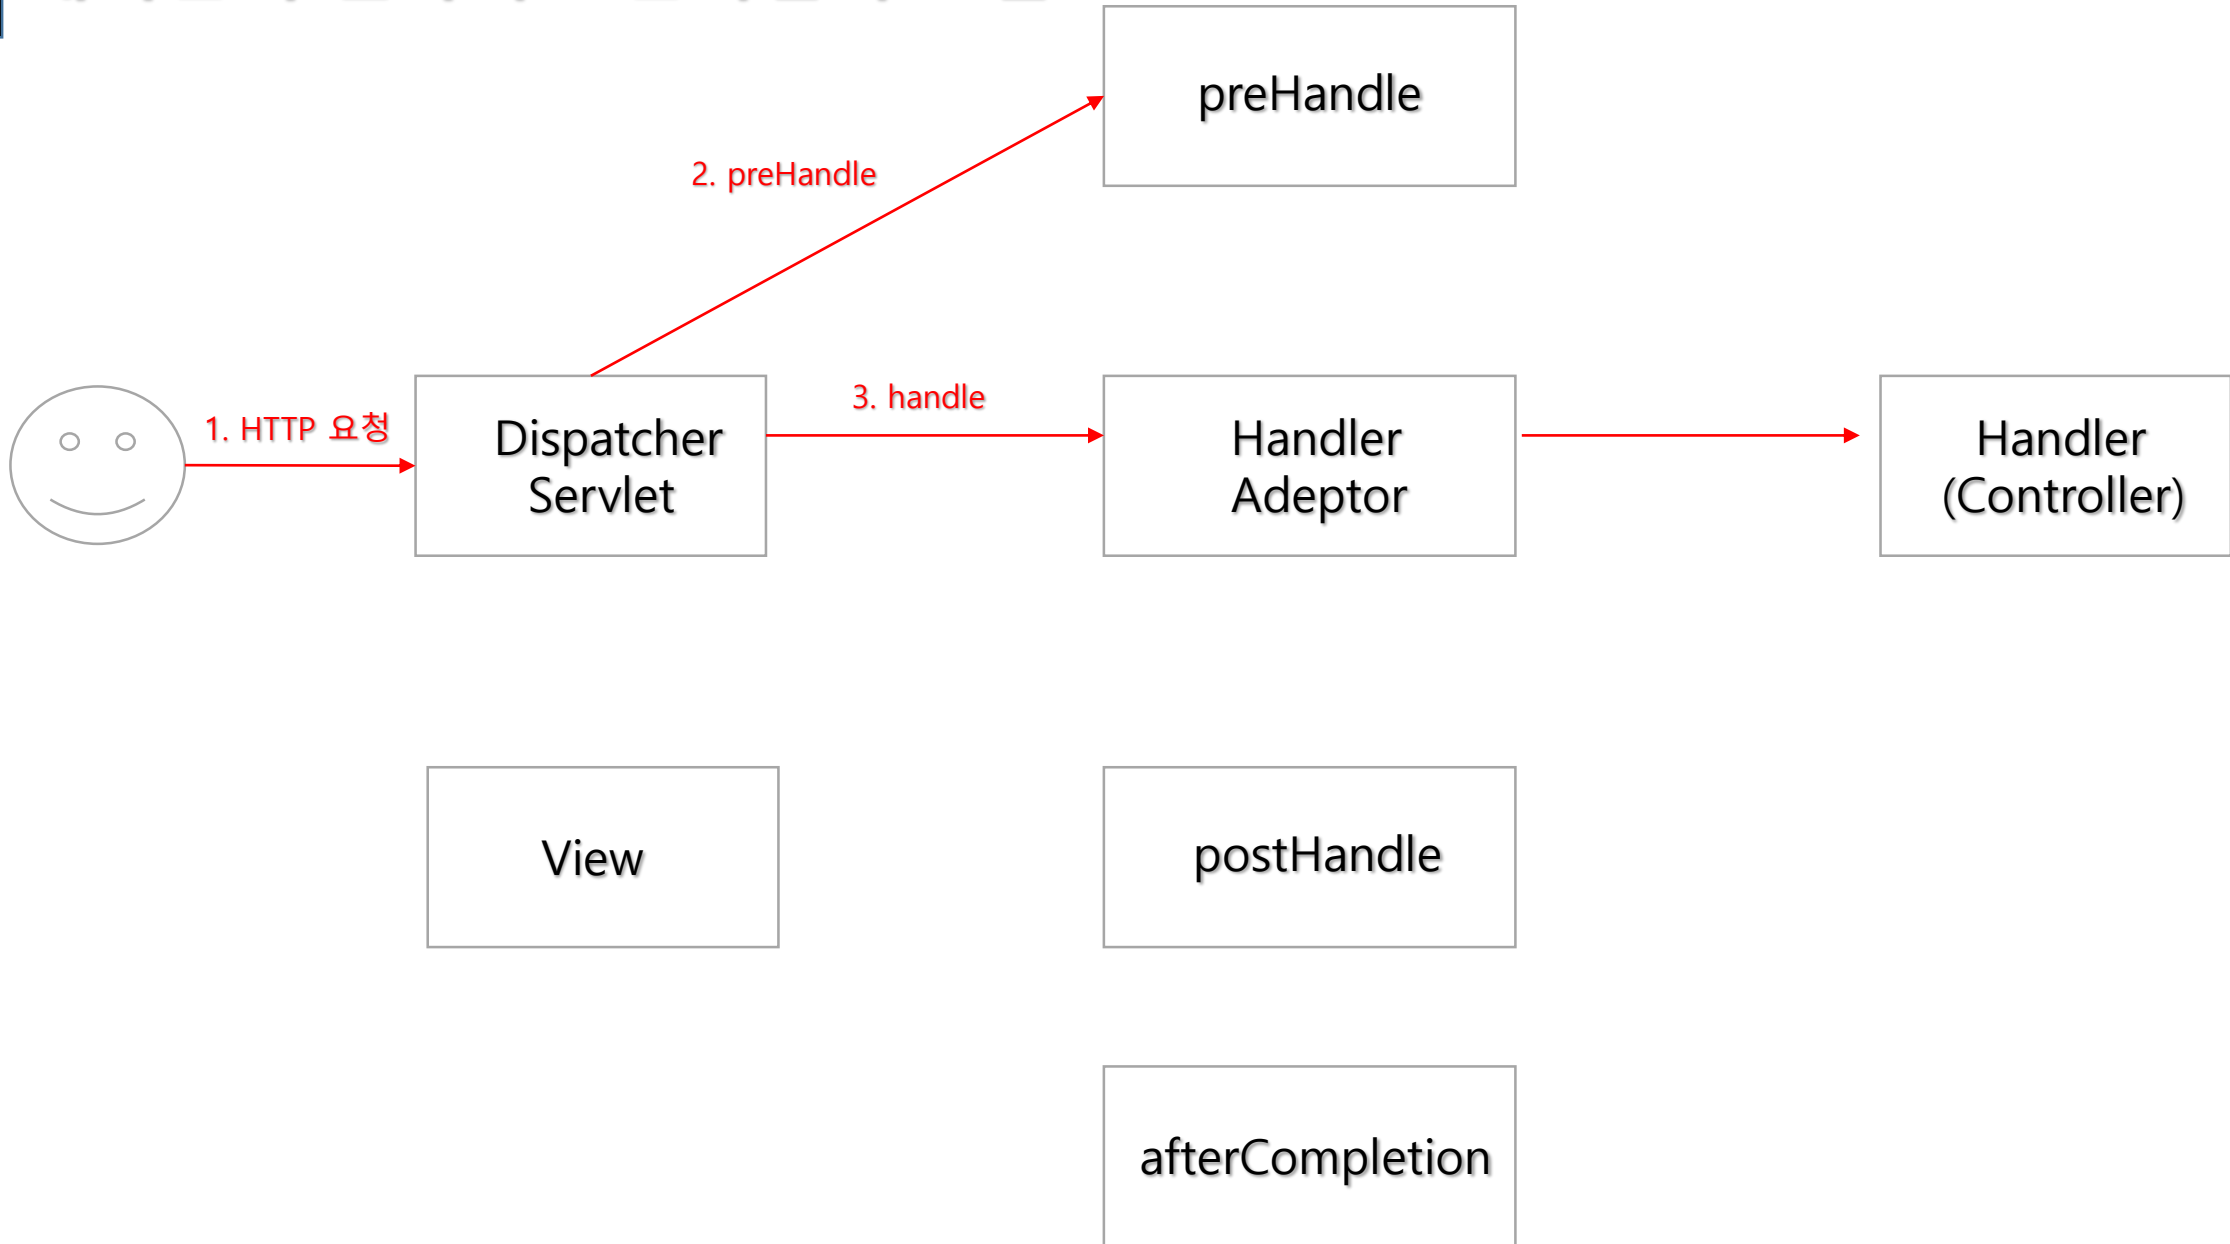 preHandle
2. preHandle
1. HTTP 요청
Dispatcher
Servlet
3. handle
Handler
Adeptor
Handler
(Controller)
View
postHandle
afterCompletion